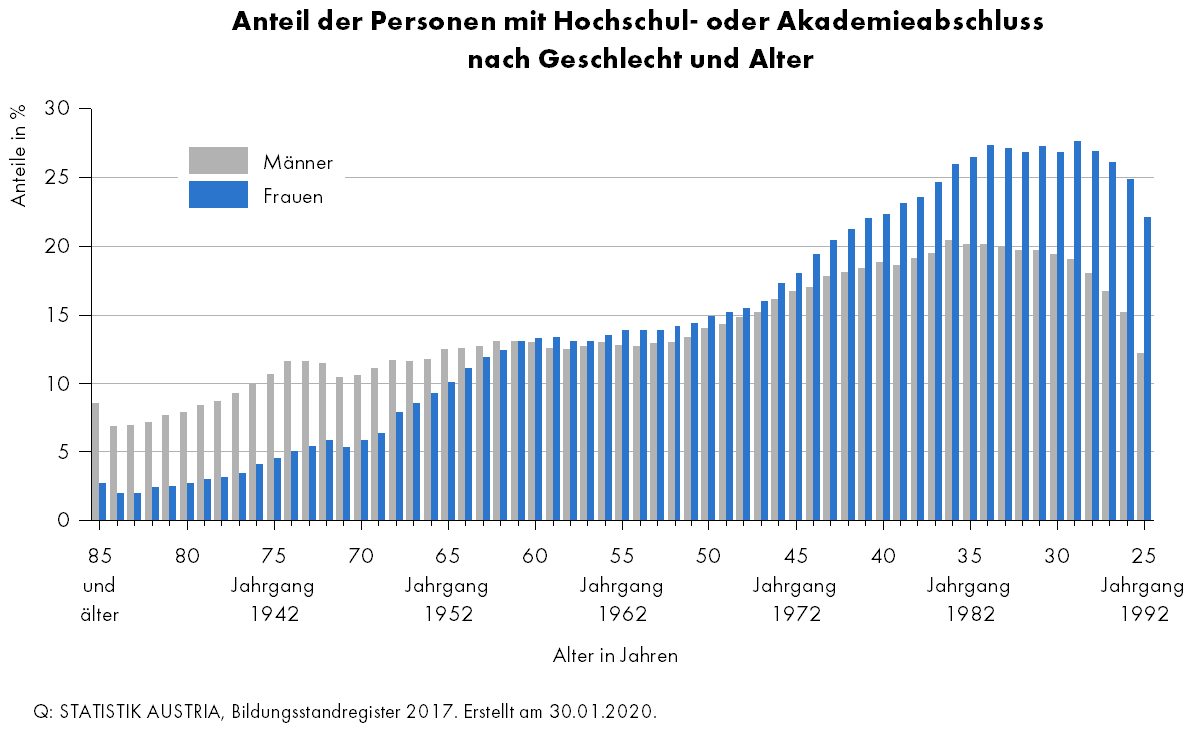 Anteil der Personen mit Hochschul- oder Akademieabschluss
nach Geschlecht und Alter
Anteile in %
30
25
20
15
10
5
0
Männer
Frauen
85 80 75 70 65 60 55 50 45 40 35 30 25
und Jahrgang Jahrgang Jahrgang Jahrgang Jahrgang Jahrgang
älter 1942 1952 1962 1972 1982 1992
Alter in Jahren
Q: STATISTIK AUSTRIA, Bildungsstandregister 2017. Erstellt am 30.01.2020.